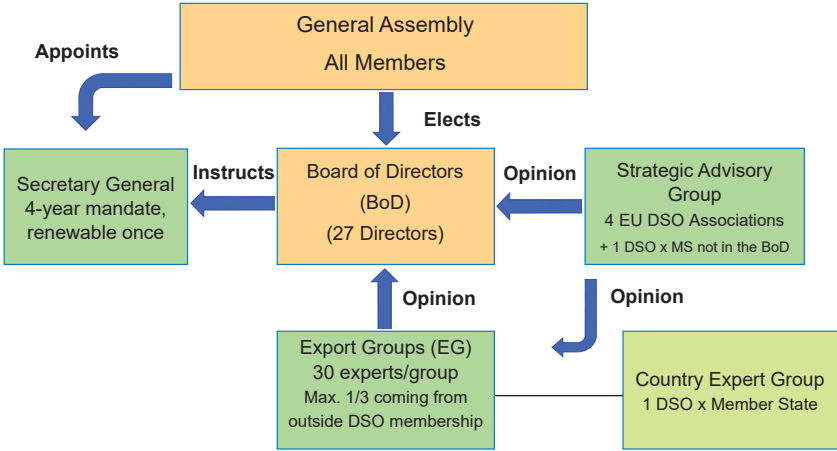 General Assembly
All Members
Appoints
Elects
Secretary General
4-year mandate,
renewable once
Instructs
Board of Directors
(BoD)
(27 Directors)
Opinion
Strategic Advisory
Group
4 EU DSO Associations
+ 1 DSO x MS not in the BoD
Opinion
Opinion
Export Groups (EG)
30 experts/group
Max. 1/3 coming from
outside DSO membership
Country Expert Group
1 DSO x Member State